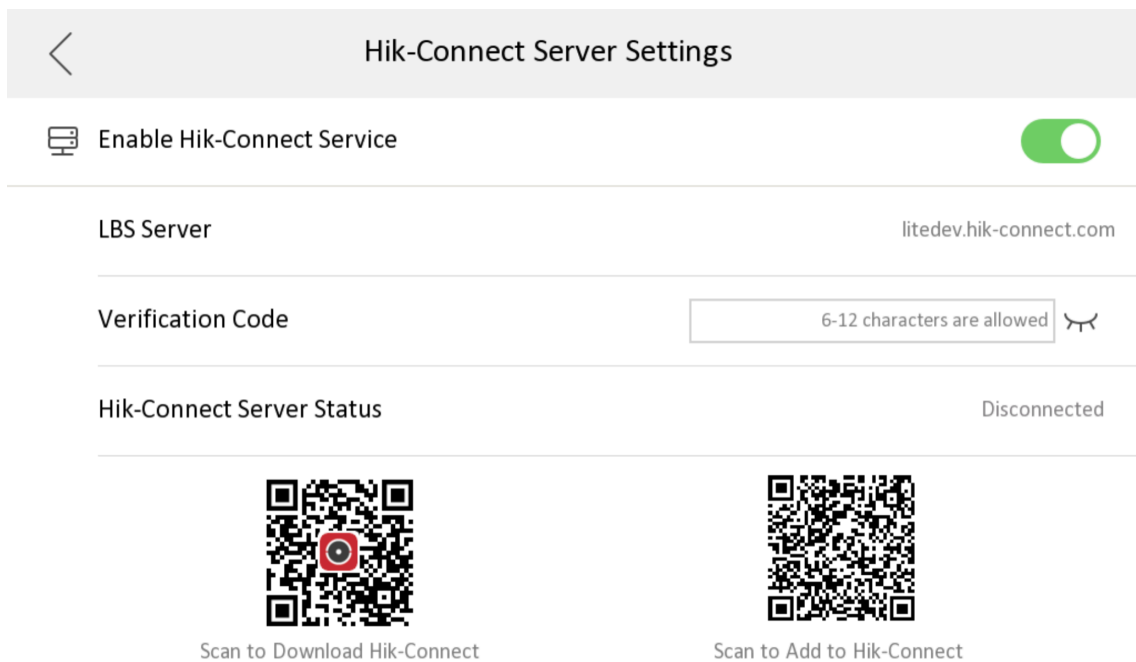 Hik-Connect Server Settings
Enable Hik-Connect Service
LBS Server litedev.hik-connect.com
Verification Code 6-12 characters are allowed
Hik-Connect Server Status Disconnected
Scan to Download Hik-Connect Scan to Add to Hik-Connect